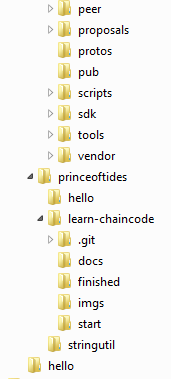 peer
proposals
protos
pub
scripts
sdk
tools
vendor
princeoftides
hello
learn-chaincode
.git
docs
finished
imgs
start
stringutil
hello